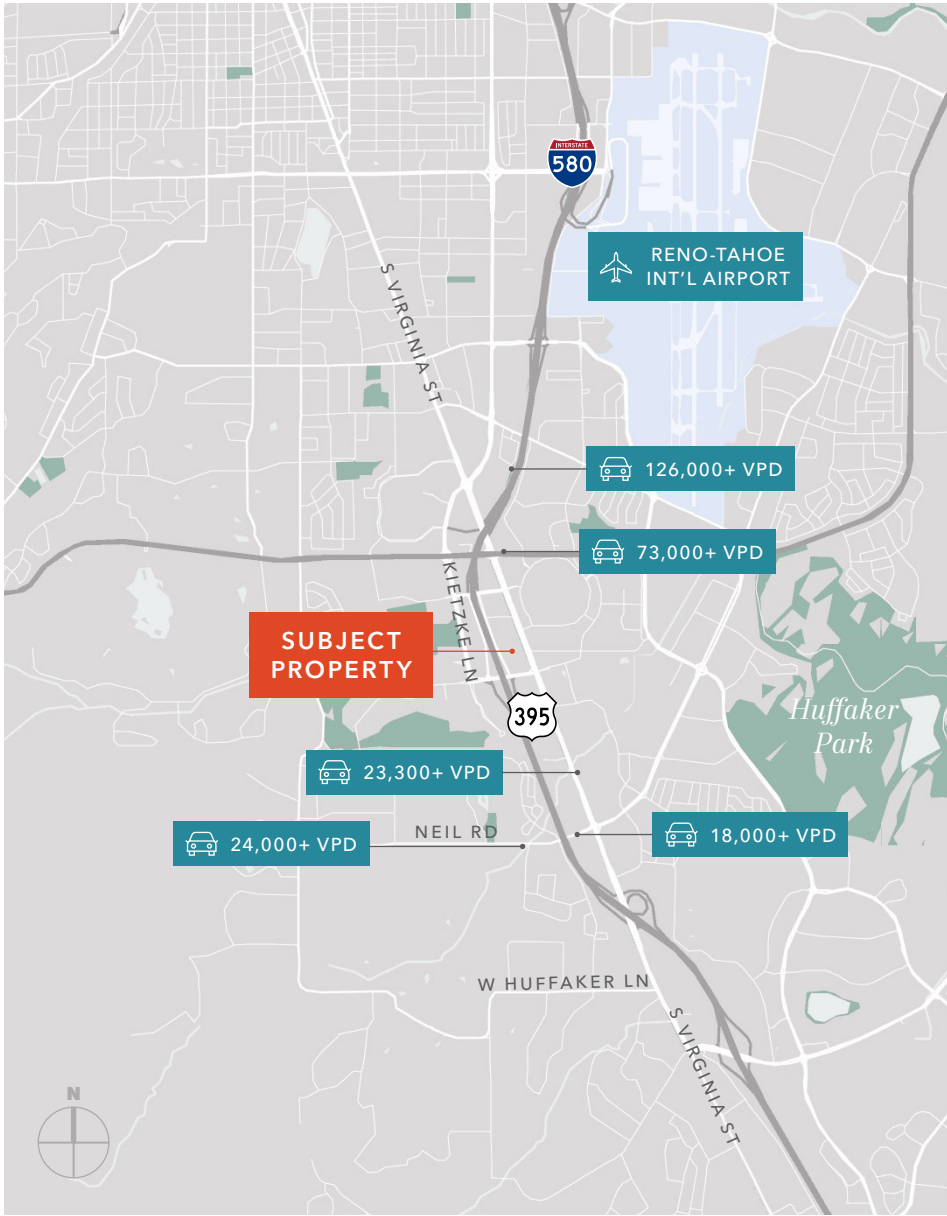 INTERSTATE
580
RENO-TAHOE
INT'L AIRPORT
S VIRGINIA ST
126,000+ VPD
73,000+ VPD
KIETZKE LN
SUBJECT
PROPERTY
395
Huffaker
Park
23,300+ VPD
NEIL RD
18,000+ VPD
24,000+ VPD
W HUFFAKER LN
S VIRGINIA ST
N